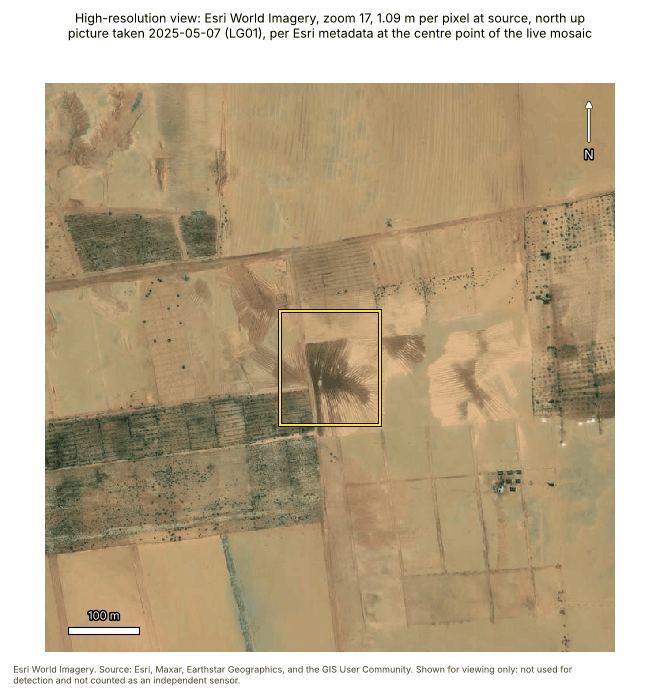 High-resolution view: Esri World Imagery, zoom 17, 1.09 m per pixel at source, north up
picture taken 2025-05-07 (LG01), per Esri metadata at the centre point of the live mosaic
N
100 m
Esri World Imagery. Source: Esri, Maxar, Earthstar Geographics, and the GIS User Community. Shown for viewing only: not used for
detection and not counted as an independent sensor.